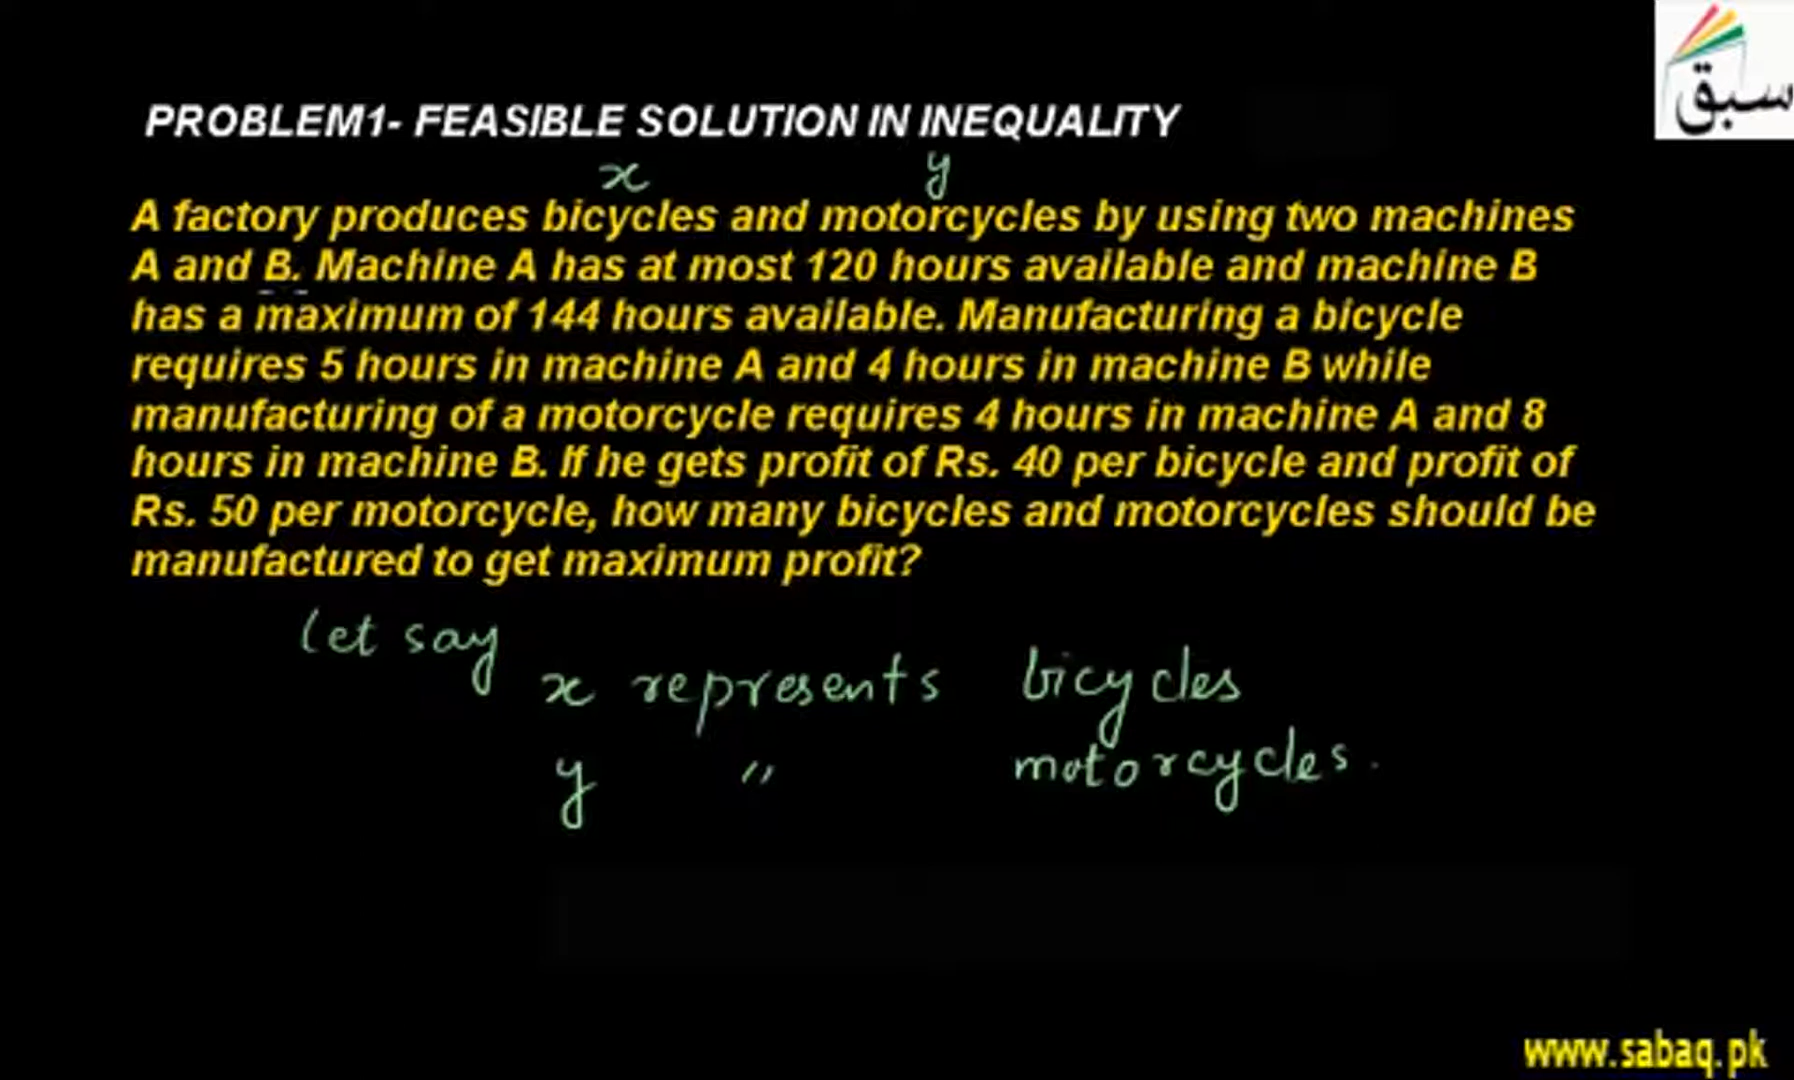 سبق
PROBLEM1- FEASIBLE SOLUTION IN INEQUALITY
x y
A factory produces bicycles and motorcycles by using two machines
A and B. Machine A has at most 120 hours available and machine B
has a maximum of 144 hours available. Manufacturing a bicycle
requires 5 hours in machine A and 4 hours in machine B while
manufacturing of a motorcycle requires 4 hours in machine A and 8
hours in machine B. If he gets profit of Rs. 40 per bicycle and profit of
Rs. 50 per motorcycle, how many bicycles and motorcycles should be
manufactured to get maximum profit?
let say
x represents bicycles
y " motorcycles.
www.sabaq.pk